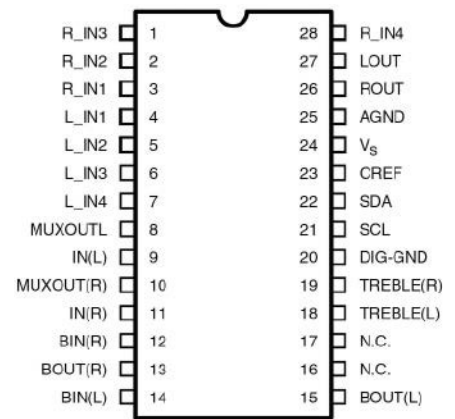 R_IN3 1 28 R_IN4
R_IN2 2 27 LOUT
R_IN1 3 26 ROUT
L_IN1 4 25 AGND
L_IN2 5 24 VS
L_IN3 6 23 CREF
L_IN4 7 22 SDA
MUXOUTL 8 21 SCL
IN(L) 9 20 DIG-GND
MUXOUT(R) 10 19 TREBLE(R)
IN(R) 11 18 TREBLE(L)
BIN(R) 12 17 N.C.
BOUT(R) 13 16 N.C.
BIN(L) 14 15 BOUT(L)